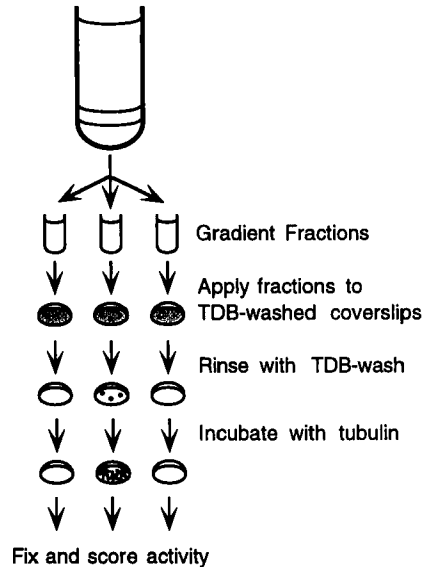 Gradient Fractions
Apply fractions to
TDB-washed coverslips
Rinse with TDB-wash
Incubate with tubulin
Fix and score activity